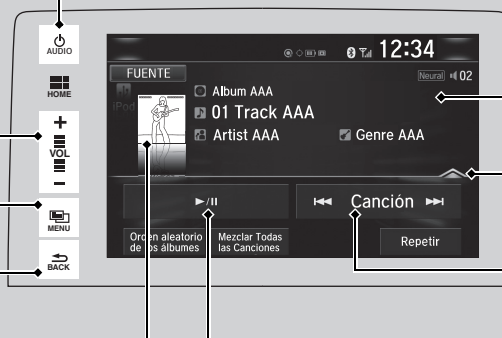 AUDIO
HOME
+
VOL
–
MENU
BACK
12:34
FUENTE
Neural 02
iPod
Album AAA
01 Track AAA
Artist AAA
Genre AAA
Canción
Orden aleatorio de los álbumes
Mezclar Todas las Canciones
Repetir